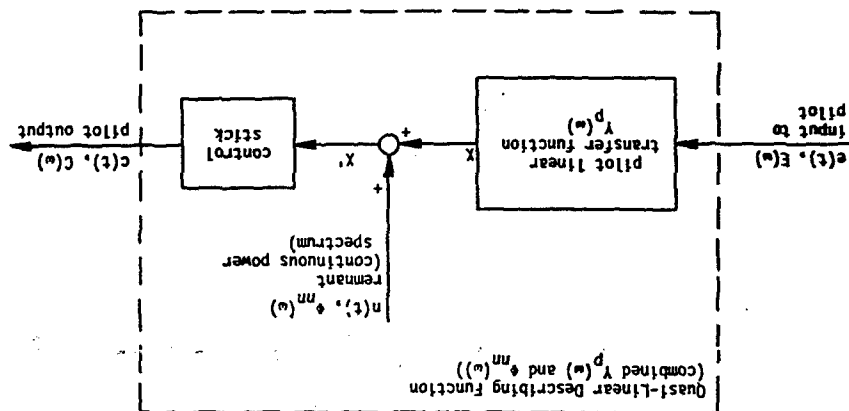 Quasi-Linear Describing Function
(combined Y_p(ω) and Φ_nn(ω))
n(t), Φ_nn(ω)
remnant
(continuous power
spectrum)
e(t), E(ω)
input to
pilot
pilot linear
transfer function
Y_p(ω)
X
+
+
X'
control
stick
c(t), C(ω)
pilot output